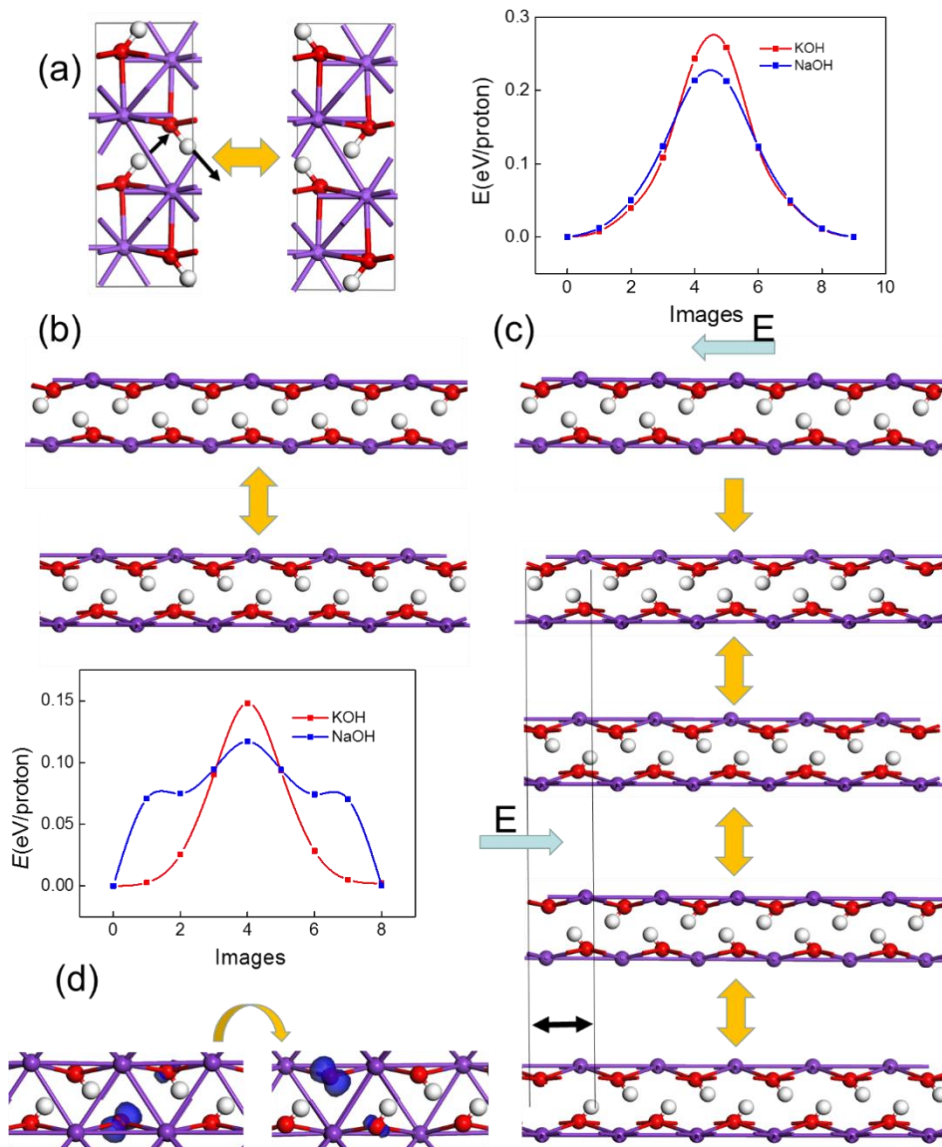 (a)
E(eV/proton)
0.3
0.2
0.1
0.0
KOH
NaOH
0 2 4 6 8 10
Images
(b)
(c)
E
E(eV/proton)
0.15
0.10
0.05
0.00
KOH
NaOH
0 2 4 6 8
Images
E
(d)